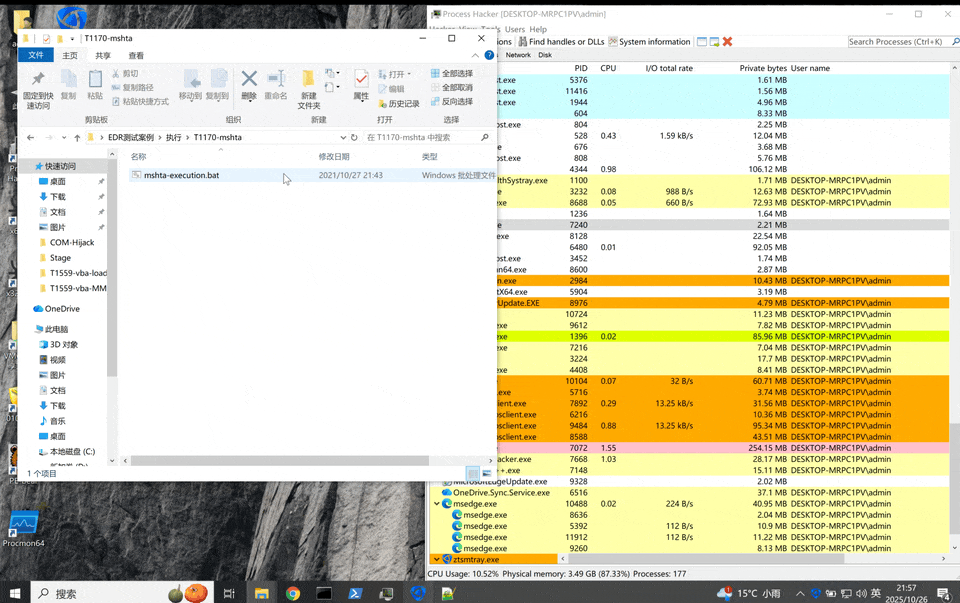 T1170-mshta
文件 主页 共享 查看
固定到快速访问
复制
粘贴
剪切
复制路径
粘贴快捷方式
剪贴板
移动到 复制到
删除 重命名
组织
新建文件夹
新建
属性
打开
编辑
历史记录
打开
全部选择
全部取消
反向选择
选择
EDR测试案例 › 执行 › T1170-mshta
在 T1170-mshta 中搜索
名称 修改日期 类型
mshta-execution.bat 2021/10/27 21:43 Windows 批处理文件
快速访问
桌面
下载
文档
图片
COM-Hijack
Stage
T1559-vba-load
T1559-vba-MM
OneDrive
此电脑
3D 对象
视频
图片
文档
下载
音乐
桌面
本地磁盘 (C:)
1 个项目
Process Hacker [DESKTOP-MRPC1PV\admin]
Hacker View Tools Users Help
Find handles or DLLs System information
Search Processes (Ctrl+K)
Network Disk
PID CPU I/O total rate Private bytes User name
st.exe 5376 1.61 MB
st.exe 11416 1.56 MB
st.exe 1944 4.96 MB
604 8.33 MB
ost.exe 804 2.25 MB
528 0.43 1.59 kB/s 12.04 MB
676 3.68 MB
ost.exe 808 5.76 MB
4344 0.98 106.12 MB
lthSystray.exe 1100 1.71 MB DESKTOP-MRPC1PV\admin
e 3232 0.08 988 B/s 12.63 MB DESKTOP-MRPC1PV\admin
e 8688 0.05 660 B/s 72.93 MB DESKTOP-MRPC1PV\admin
1236 1.64 MB
e 7240 2.21 MB
exe 8128 22.54 MB
6480 0.01 92.05 MB
ost.exe 3452 1.74 MB
n64.exe 8600 2.87 MB
n.exe 2984 10.43 MB DESKTOP-MRPC1PV\admin
tX64.exe 5904 3.19 MB
rUpdate.EXE 8976 4.79 MB DESKTOP-MRPC1PV\admin
10724 11.23 MB DESKTOP-MRPC1PV\admin
xe 9612 7.82 MB DESKTOP-MRPC1PV\admin
xe 1396 0.02 85.96 MB DESKTOP-MRPC1PV\admin
xe 7216 7.04 MB DESKTOP-MRPC1PV\admin
3224 17.7 MB DESKTOP-MRPC1PV\admin
xe 4408 8.41 MB DESKTOP-MRPC1PV\admin
10104 0.07 32 B/s 60.71 MB DESKTOP-MRPC1PV\admin
.exe 5716 3.74 MB DESKTOP-MRPC1PV\admin
lient.exe 7892 0.29 13.25 kB/s 31.56 MB DESKTOP-MRPC1PV\admin
sclient.exe 6216 10.36 MB DESKTOP-MRPC1PV\admin
sclient.exe 9484 0.88 13.25 kB/s 95.34 MB DESKTOP-MRPC1PV\admin
sclient.exe 8588 43.51 MB DESKTOP-MRPC1PV\admin
7072 1.55 254.15 MB DESKTOP-MRPC1PV\admin
acker.exe 7668 1.03 28.17 MB DESKTOP-MRPC1PV\admin
++.exe 7148 15.11 MB DESKTOP-MRPC1PV\admin
MicrosoftEdgeUpdate.exe 9328 2.02 MB
OneDrive.Sync.Service.exe 6516 37.1 MB DESKTOP-MRPC1PV\admin
msedge.exe 10488 0.02 224 B/s 40.95 MB DESKTOP-MRPC1PV\admin
msedge.exe 8636 2.04 MB DESKTOP-MRPC1PV\admin
msedge.exe 5392 112 B/s 10.9 MB DESKTOP-MRPC1PV\admin
msedge.exe 11912 112 B/s 11.22 MB DESKTOP-MRPC1PV\admin
msedge.exe 9260 8.13 MB DESKTOP-MRPC1PV\admin
ztsmtray.exe
CPU Usage: 10.52% Physical memory: 3.49 GB (87.33%) Processes: 177
Procmon64
搜索
15°C 小雨
英
21:57
2025/10/26
4